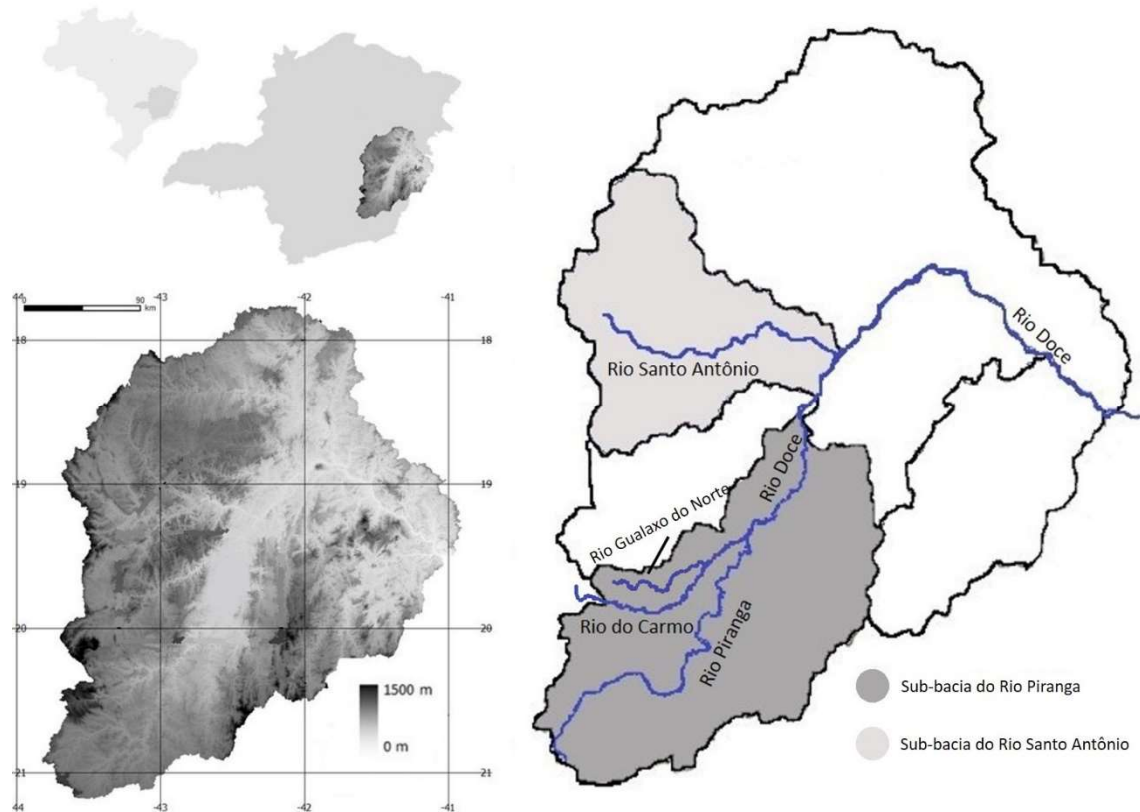 44
0
90
km
-43
-42
-41
18
18
19
19
20
20
21
21
44
-43
-42
-41
1500 m
0 m
Rio Santo Antônio
Rio Doce
Rio Doce
Rio Gualaxo do Norte
Rio do Carmo
Rio Piranga
Sub-bacia do Rio Piranga
Sub-bacia do Rio Santo Antônio